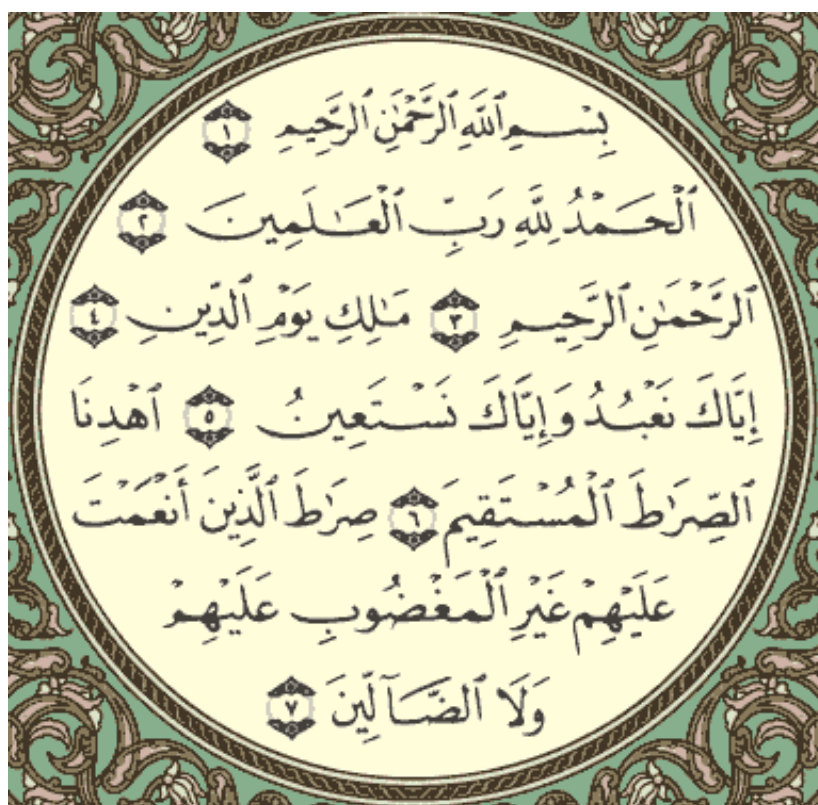 بِسْمِ ٱللَّهِ ٱلرَّحْمَٰنِ ٱلرَّحِيمِ ١
ٱلْحَمْدُ لِلَّهِ رَبِّ ٱلْعَـٰلَمِينَ ٢
ٱلرَّحْمَـٰنِ ٱلرَّحِيمِ ٣ مَـٰلِكِ يَوْمِ ٱلدِّينِ ٤
إِيَّاكَ نَعْبُدُ وَإِيَّاكَ نَسْتَعِينُ ٥ ٱهْدِنَا
ٱلصِّرَٰطَ ٱلْمُسْتَقِيمَ ٦ صِرَٰطَ ٱلَّذِينَ أَنْعَمْتَ
عَلَيْهِمْ غَيْرِ ٱلْمَغْضُوبِ عَلَيْهِمْ
وَلَا ٱلضَّآلِّينَ ٧